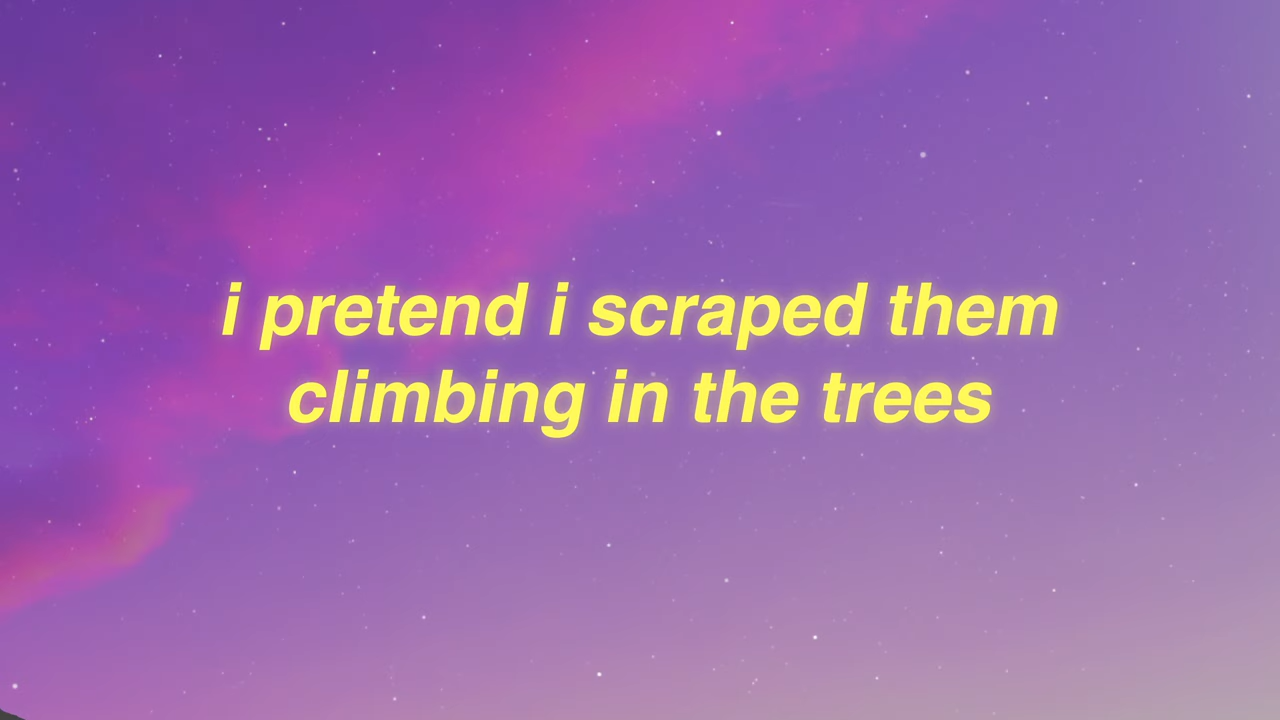 i pretend i scraped them
climbing in the trees